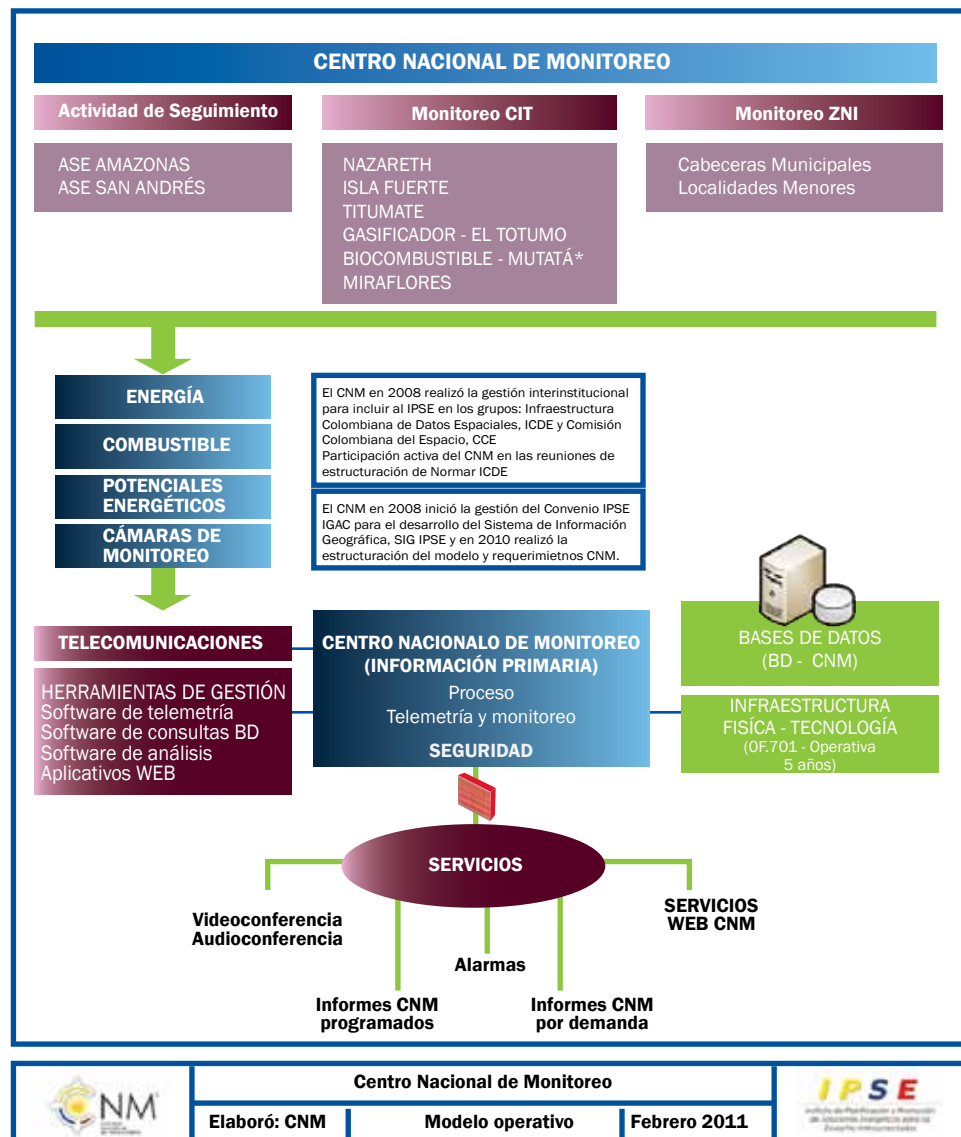 CENTRO NACIONAL DE MONITOREO
Actividad de Seguimiento
ASE AMAZONAS
ASE SAN ANDRÉS
Monitoreo CIT
NAZARETH
ISLA FUERTE
TITUMATE
GASIFICADOR - EL TOTUMO
BIOCOMBUSTIBLE - MUTATÁ*
MIRAFLORES
Monitoreo ZNI
Cabeceras Municipales
Localidades Menores
ENERGÍA
COMBUSTIBLE
POTENCIALES
ENERGÉTICOS
CÁMARAS DE
MONITOREO
El CNM en 2008 realizó la gestión interinstitucional
para incluir al IPSE en los grupos: Infraestructura
Colombiana de Datos Espaciales, ICDE y Comisión
Colombiana del Espacio, CCE
Participación activa del CNM en las reuniones de
estructuración de Normar ICDE
El CNM en 2008 inició la gestión del Convenio IPSE
IGAC para el desarrollo del Sistema de Información
Geográfica, SIG IPSE y en 2010 realizó la
estructuración del modelo y requerimietnos CNM.
TELECOMUNICACIONES
HERRAMIENTAS DE GESTIÓN
Software de telemetría
Software de consultas BD
Software de análisis
Aplicativos WEB
CENTRO NACIONALO DE MONITOREO
(INFORMACIÓN PRIMARIA)
Proceso
Telemetría y monitoreo
SEGURIDAD
BASES DE DATOS
(BD - CNM)
INFRAESTRUCTURA
FISÍCA - TECNOLOGÍA
(OF.701 - Operativa
5 años)
SERVICIOS
Videoconferencia
Audioconferencia
Informes CNM
programados
Alarmas
Informes CNM
por demanda
SERVICIOS
WEB CNM
CNM
Centro Nacional de Monitoreo
Elaboró: CNM
Modelo operativo
Febrero 2011
IPSE